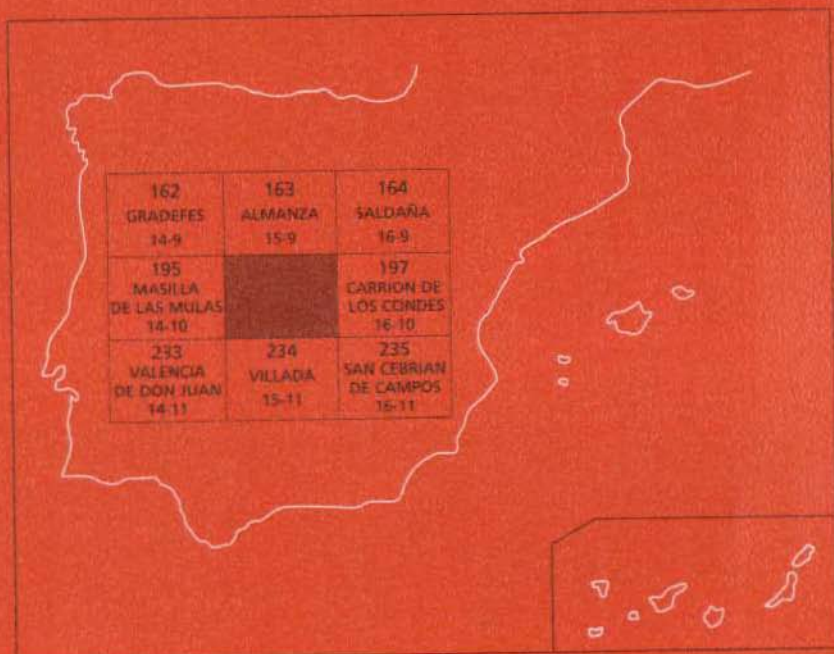 162
GRADEFES
14-9
163
ALMANZA
15-9
164
SALDAÑA
16-9
195
MASILLA
DE LAS MULAS
14-10
197
CARRION DE
LOS CONDES
16-10
233
VALENCIA
DE DON JUAN
14-11
234
VILLADA
15-11
235
SAN CEBRIAN
DE CAMPOS
16-11